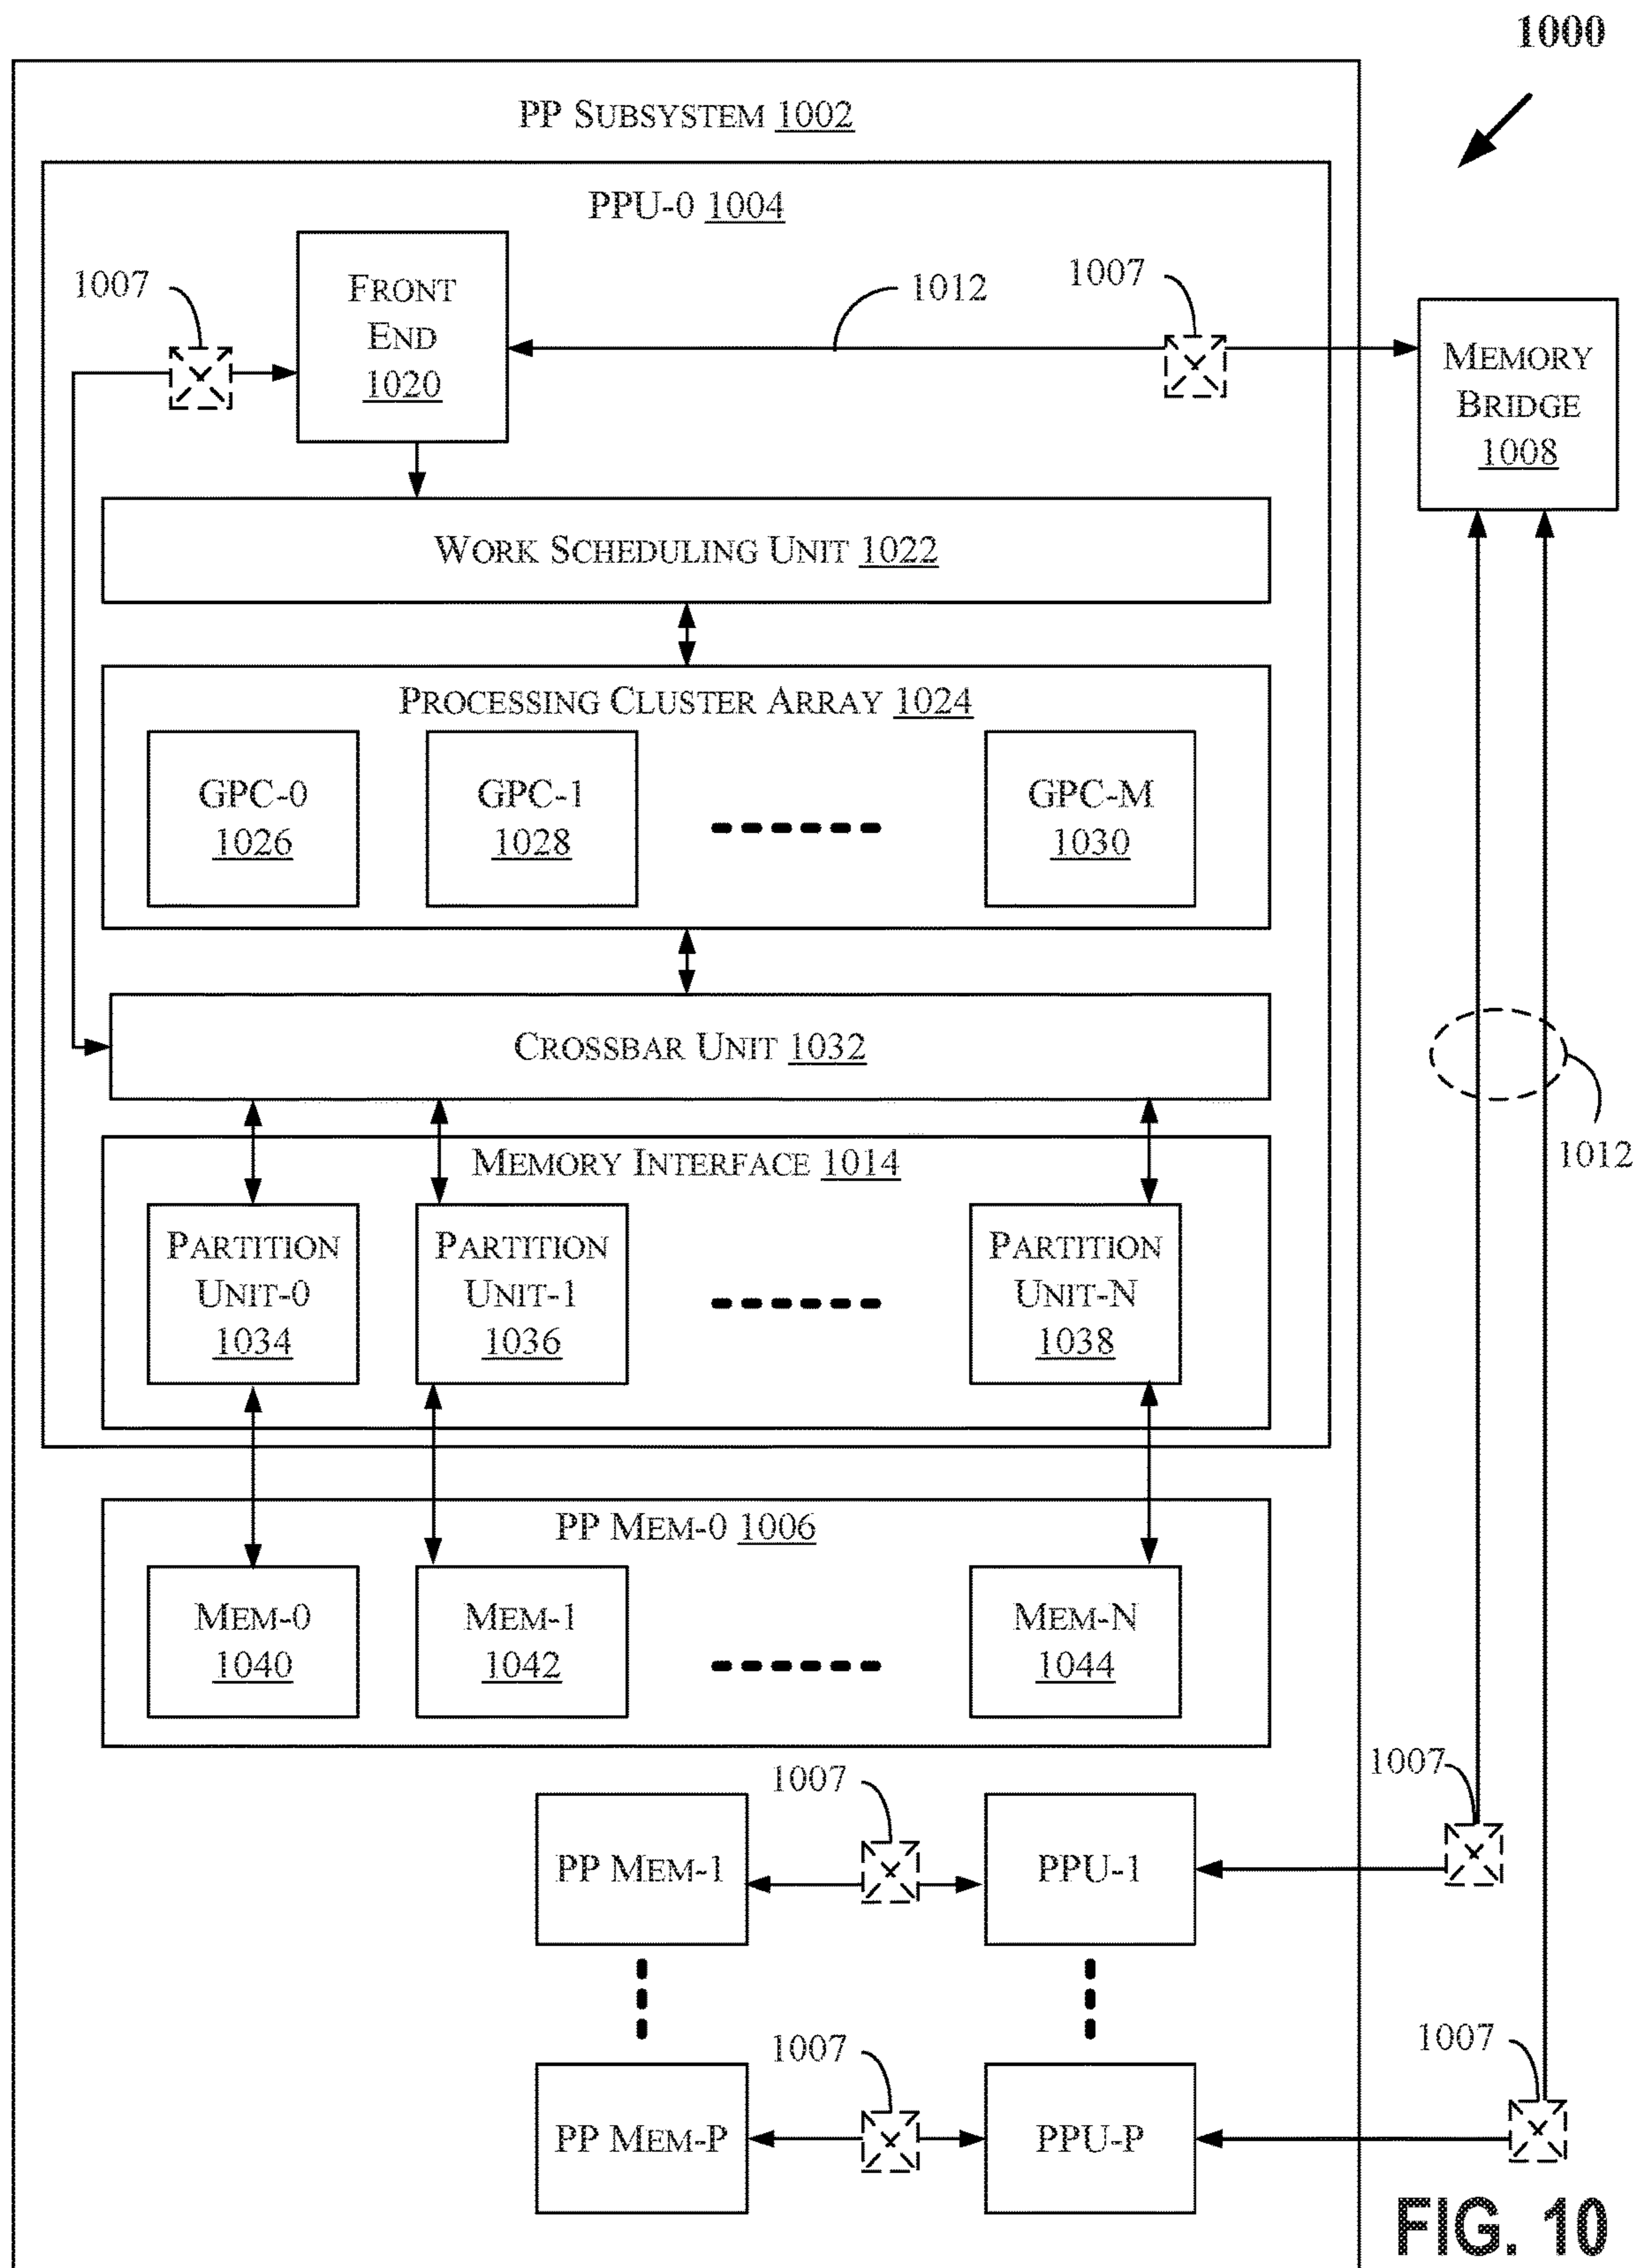 1000
PP SUBSYSTEM 1002
PPU-0 1004
1007
FRONT
END
1020
1012
1007
MEMORY
BRIDGE
1008
WORK SCHEDULING UNIT 1022
PROCESSING CLUSTER ARRAY 1024
GPC-0
1026
GPC-1
1028
GPC-M
1030
CROSSBAR UNIT 1032
1012
MEMORY INTERFACE 1014
PARTITION
UNIT-0
1034
PARTITION
UNIT-1
1036
PARTITION
UNIT-N
1038
PP MEM-0 1006
MEM-0
1040
MEM-1
1042
MEM-N
1044
1007
1007
PP MEM-1
PPU-1
1007
1007
PP MEM-P
PPU-P
FIG. 10